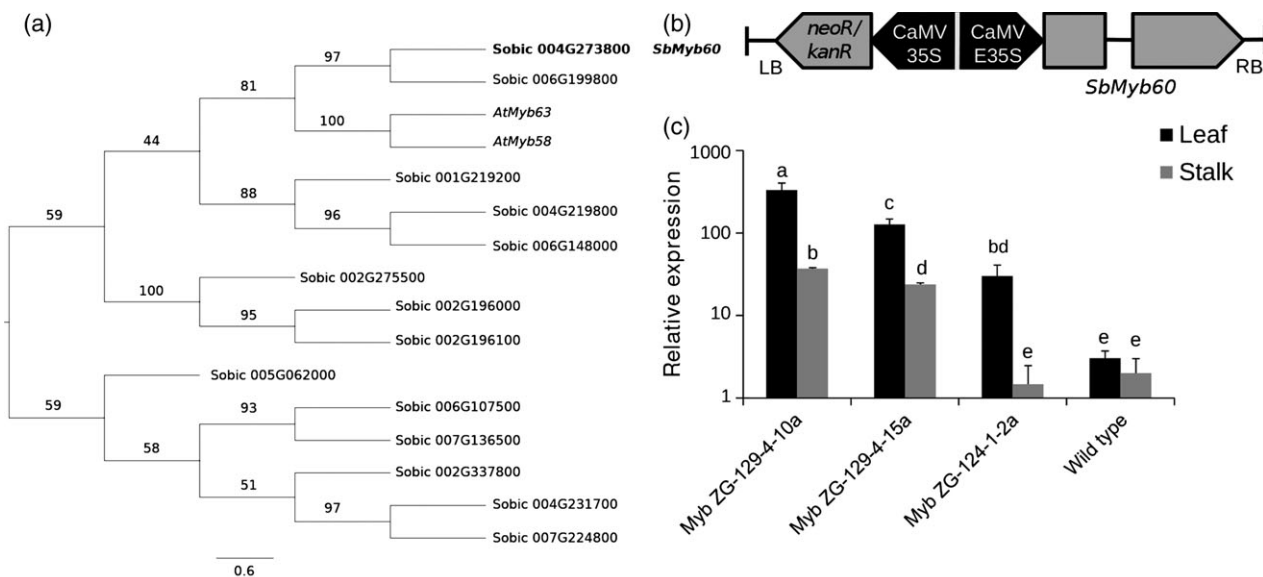 (a)
97
Sobic 004G273800 SbMyb60
81
Sobic 006G199800
100
AtMyb63
44
AtMyb58
88
Sobic 001G219200
59
96
Sobic 004G219800
Sobic 006G148000
100
Sobic 002G275500
95
Sobic 002G196000
Sobic 002G196100
59
Sobic 005G062000
93
Sobic 006G107500
58
Sobic 007G136500
51
Sobic 002G337800
97
Sobic 004G231700
Sobic 007G224800
0.6
(b)
neoR/
kanR
CaMV
35S
CaMV
E35S
LB
RB
SbMyb60
(c)
Leaf
Stalk
Relative expression
1000
100
10
1
a
b
c
d
bd
e
e
e
Myb ZG-129-4-10a
Myb ZG-129-4-15a
Myb ZG-124-1-2a
Wild type